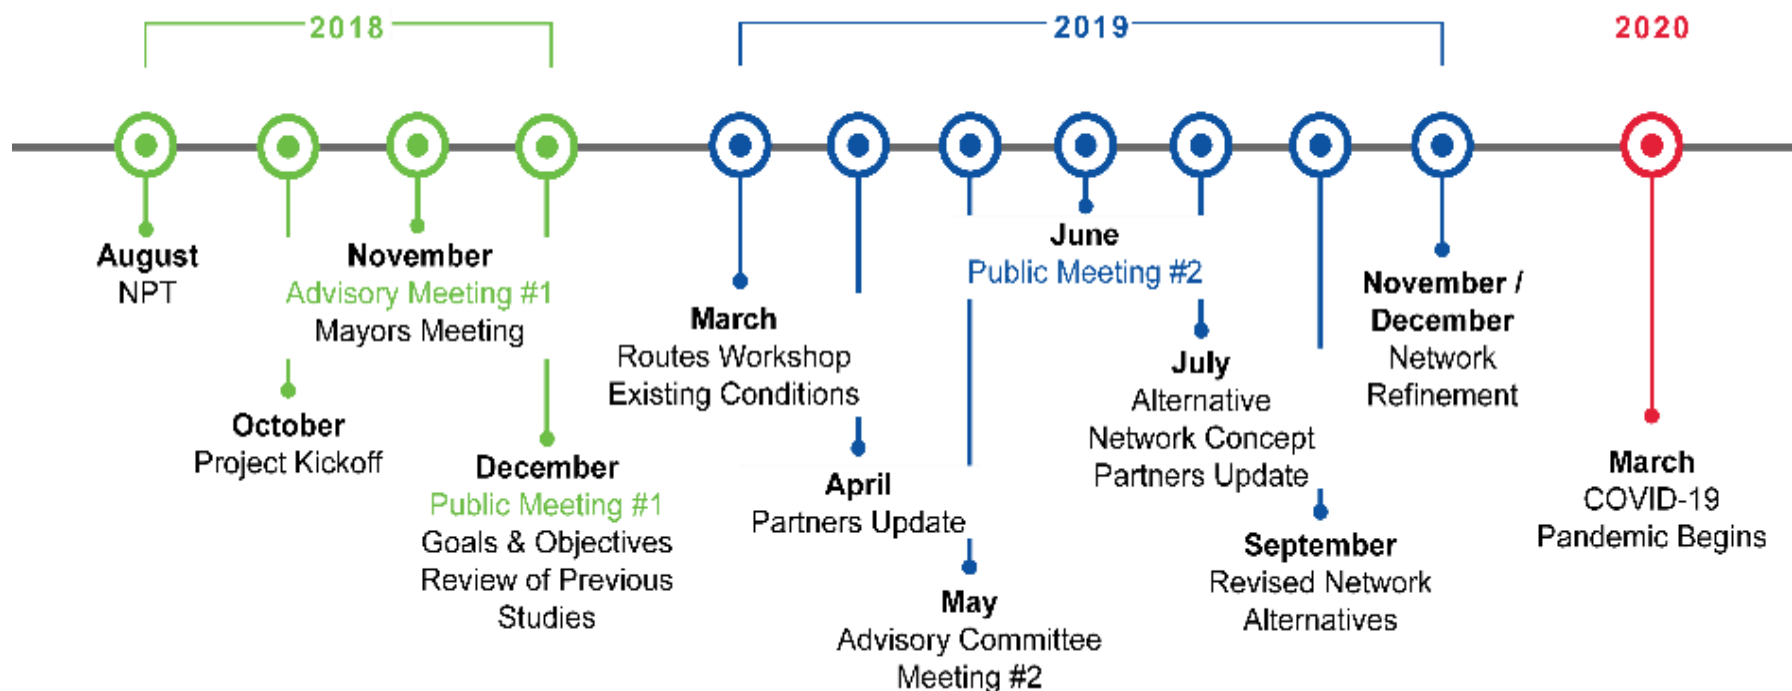 2018
2019
2020
August
NPT
October
Project Kickoff
November
Advisory Meeting #1
Mayors Meeting
December
Public Meeting #1
Goals & Objectives
Review of Previous
Studies
March
Routes Workshop
Existing Conditions
April
Partners Update
May
Advisory Committee
Meeting #2
June
Public Meeting #2
July
Alternative
Network Concept
Partners Update
September
Revised Network
Alternatives
November /
December
Network
Refinement
March
COVID-19
Pandemic Begins